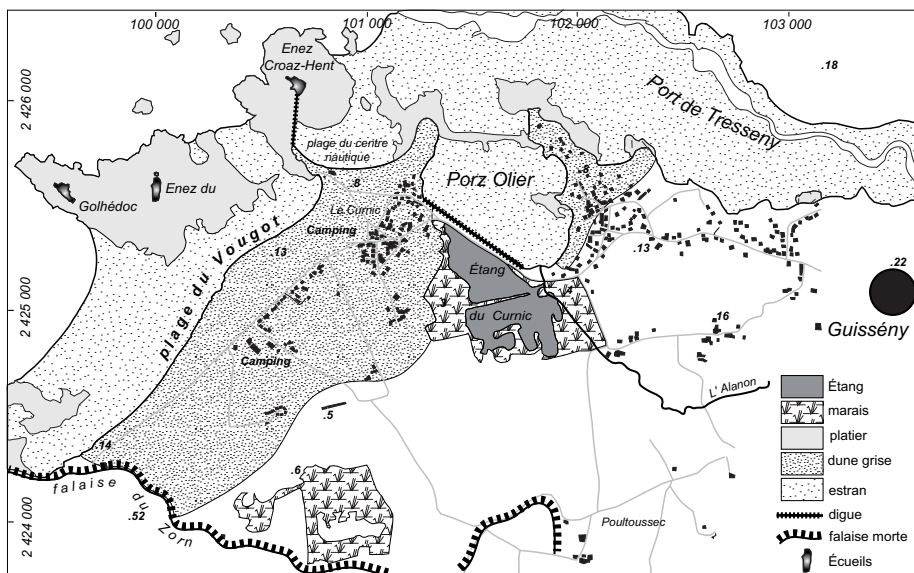 100 000
101 000
102 000
103 000
Enez
Croaz-Hent
.18
2 426 000
Port de Tresseny
plage du centre
nautique
Porz Olier
.8
.8
Enez du
Golhédoc
Le Curnic
Camping
.13
.13
plage du Vougot
.22
Étang
.4
2 425 000
du Curnic
16
Guissény
Camping
L' Alanon
Étang
.5
marais
platier
.14
dune grise
.6
estran
falaise du Zorn
.52
digue
2 424 000
Poultoussec
falaise morte
Écueils